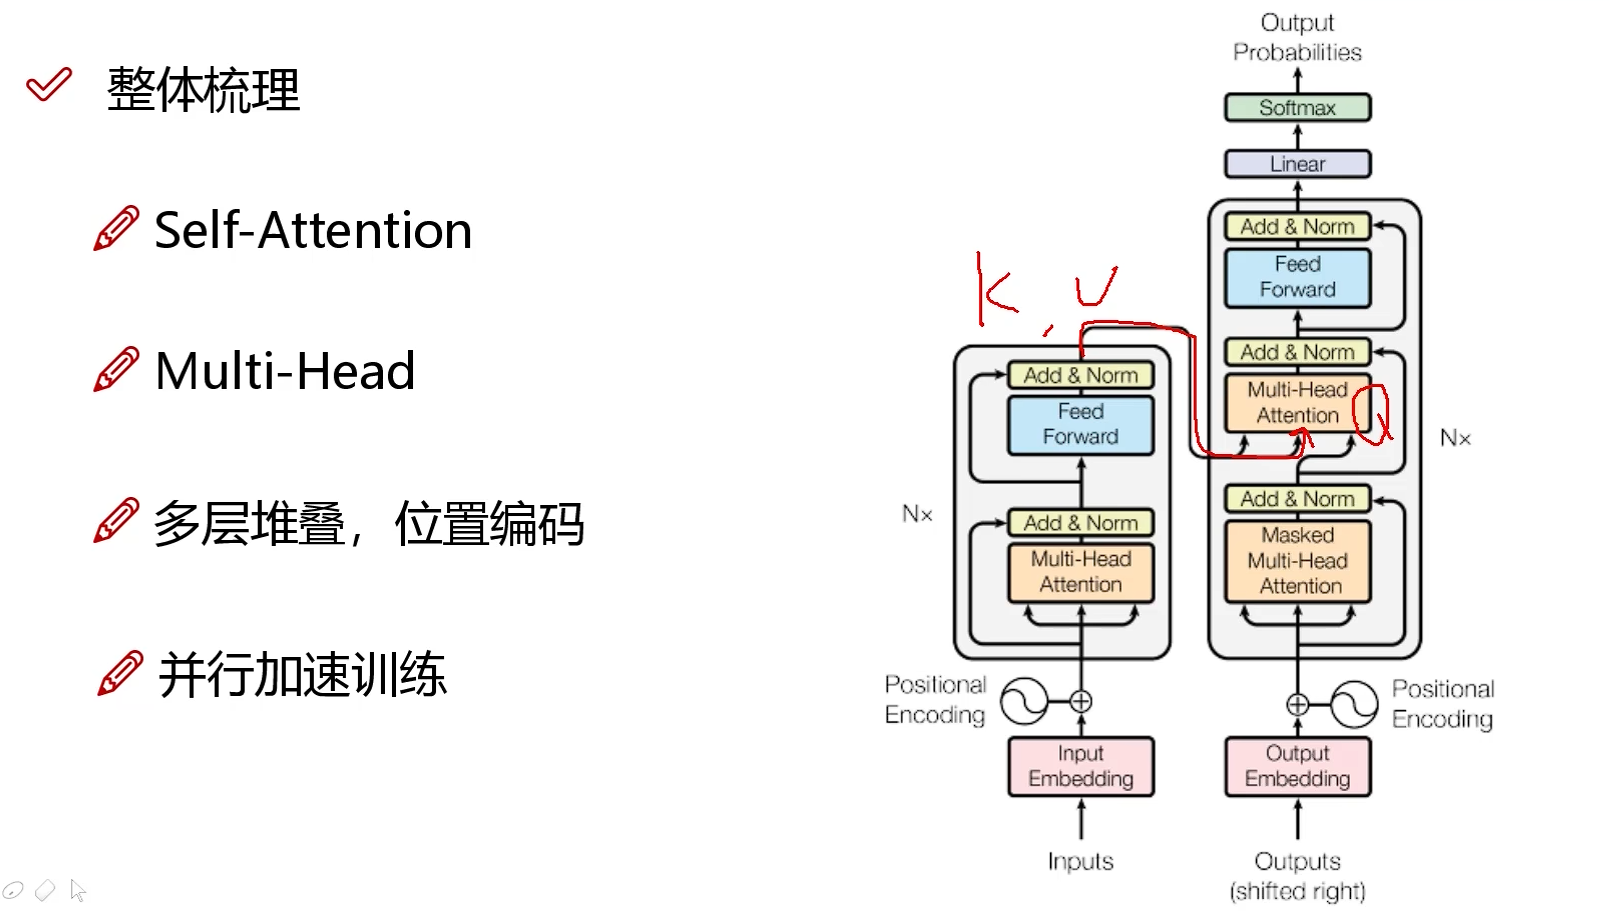 整体梳理
Self-Attention
Multi-Head
多层堆叠，位置编码
并行加速训练
Output
Probabilities
Softmax
Linear
Add & Norm
Feed
Forward
Add & Norm
Multi-Head
Attention
Q
Nx
Add & Norm
Masked
Multi-Head
Attention
K, V
Add & Norm
Feed
Forward
Nx
Add & Norm
Multi-Head
Attention
Positional
Encoding
Positional
Encoding
Input
Embedding
Output
Embedding
Inputs
Outputs
(shifted right)